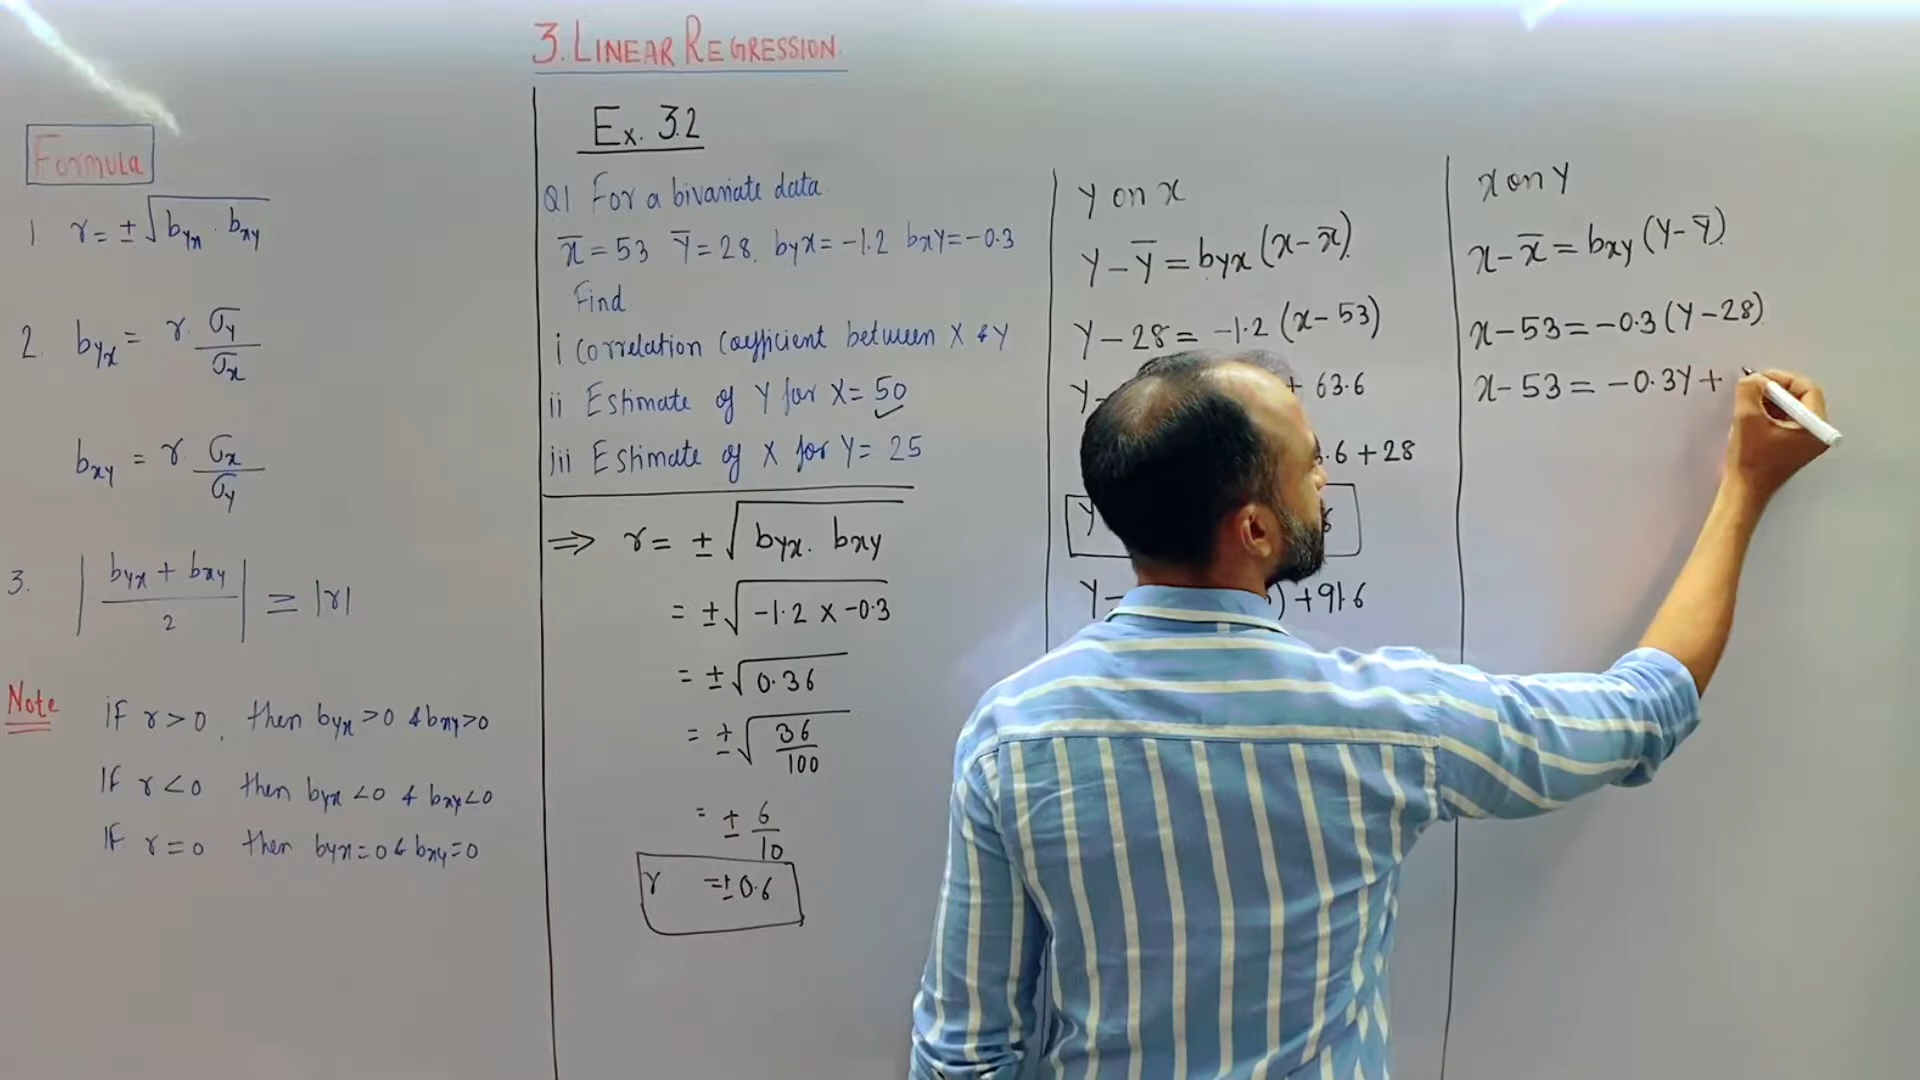 3. LINEAR REGRESSION.
Formula
1. r = ± √ byx . bxy
2. byx = r. σy / σx
bxy = r. σx / σy
3. | byx + bxy / 2 | ≥ |r|
Note
if r > 0, then byx > 0 & bxy > 0
If r < 0 then byx < 0 & bxy < 0
If r = 0 then byx = 0 & bxy = 0
Ex. 3.2
Q1 For a bivariate data
x̄ = 53 ȳ = 28. byx = -1.2 bxy = -0.3
Find
i Correlation Coefficient between X & Y
ii Estimate of Y for X = 50
iii Estimate of X for Y = 25
⇒ r = ± √ byx . bxy
= ± √ -1.2 x -0.3
= ± √ 0.36
= ± √ 36 / 100
= ± 6 / 10
r = ± 0.6
Y on x
Y - Ȳ = byx (x - x̄)
Y - 28 = -1.2 (x - 53)
Y - + 63.6
.6 + 28
Y 6
Y - ) + 91.6
x on Y
x - x̄ = bxy (Y - Ȳ)
x - 53 = -0.3 (Y - 28)
x - 53 = -0.3Y +